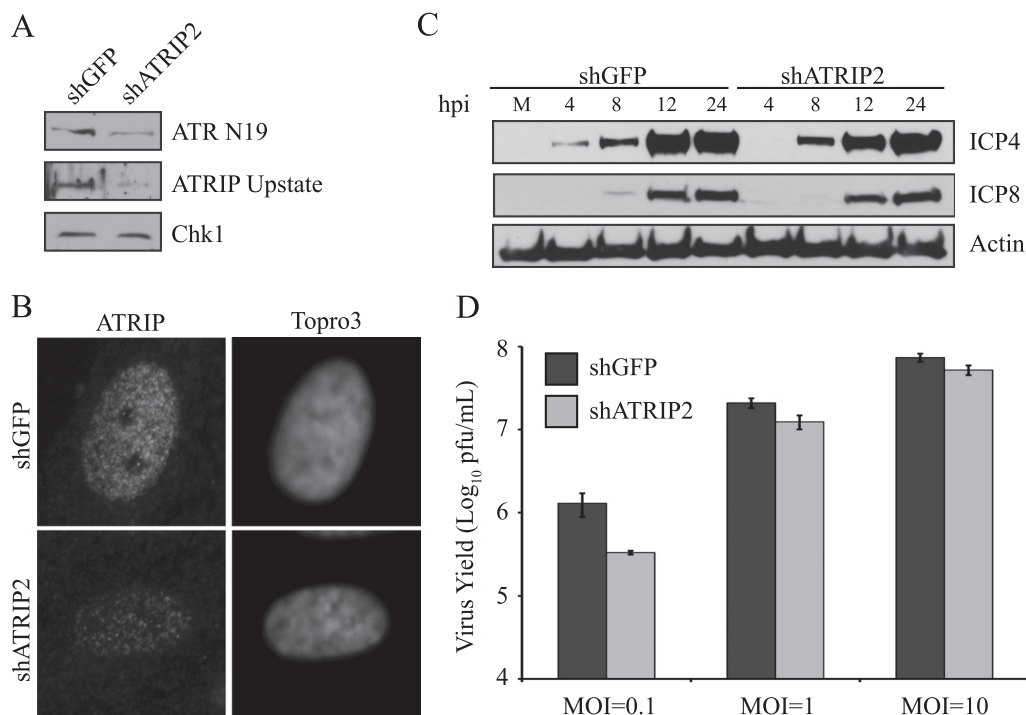 A
shGFP shATRIP2
ATR N19
ATRIP Upstate
Chk1
B
ATRIP Topro3
shGFP
shATRIP2
C
shGFP shATRIP2
hpi M 4 8 12 24 4 8 12 24
ICP4
ICP8
Actin
D
Virus Yield (Log10 pfu/mL)
8
7
6
5
4
shGFP
shATRIP2
MOI=0.1 MOI=1 MOI=10